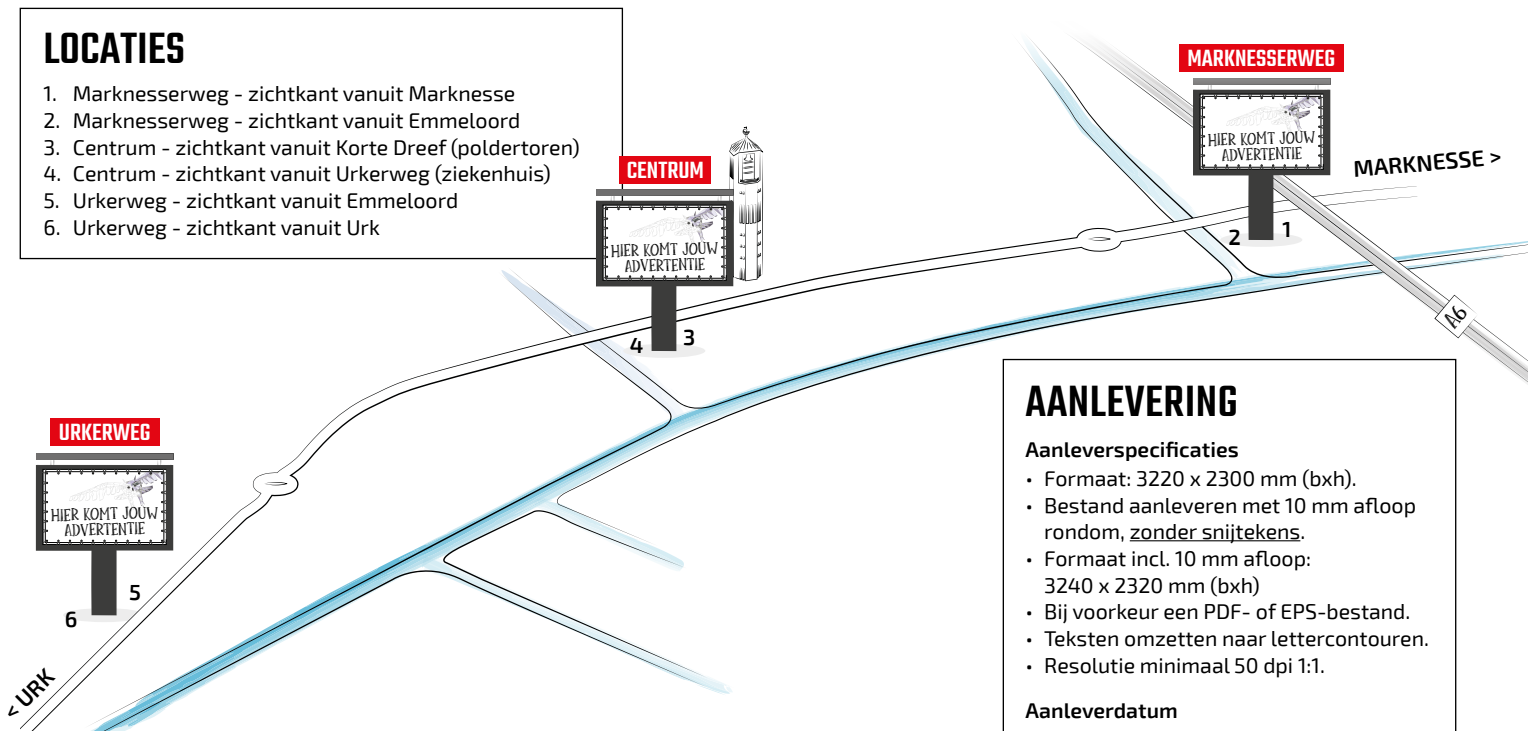 LOCATIES
1. Marknesserweg - zichtkant vanuit Marknesse
2. Marknesserweg - zichtkant vanuit Emmeloord
3. Centrum - zichtkant vanuit Korte Dreef (poldertoren)
4. Centrum - zichtkant vanuit Urkerweg (ziekenhuis)
5. Urkerweg - zichtkant vanuit Emmeloord
6. Urkerweg - zichtkant vanuit Urk
MARKNESSERWEG
HIER KOMT JOUW
ADVERTENTIE
MARKNESSE >
2 1
A6
CENTRUM
HIER KOMT JOUW
ADVERTENTIE
4 3
URKERWEG
HIER KOMT JOUW
ADVERTENTIE
5
6
< URK
AANLEVERING
Aanleverspecificaties
• Formaat: 3220 x 2300 mm (bxh).
• Bestand aanleveren met 10 mm afloop
rondom, zonder snijtekens.
• Formaat incl. 10 mm afloop:
3240 x 2320 mm (bxh)
• Bij voorkeur een PDF- of EPS-bestand.
• Teksten omzetten naar lettercontouren.
• Resolutie minimaal 50 dpi 1:1.
Aanleverdatum